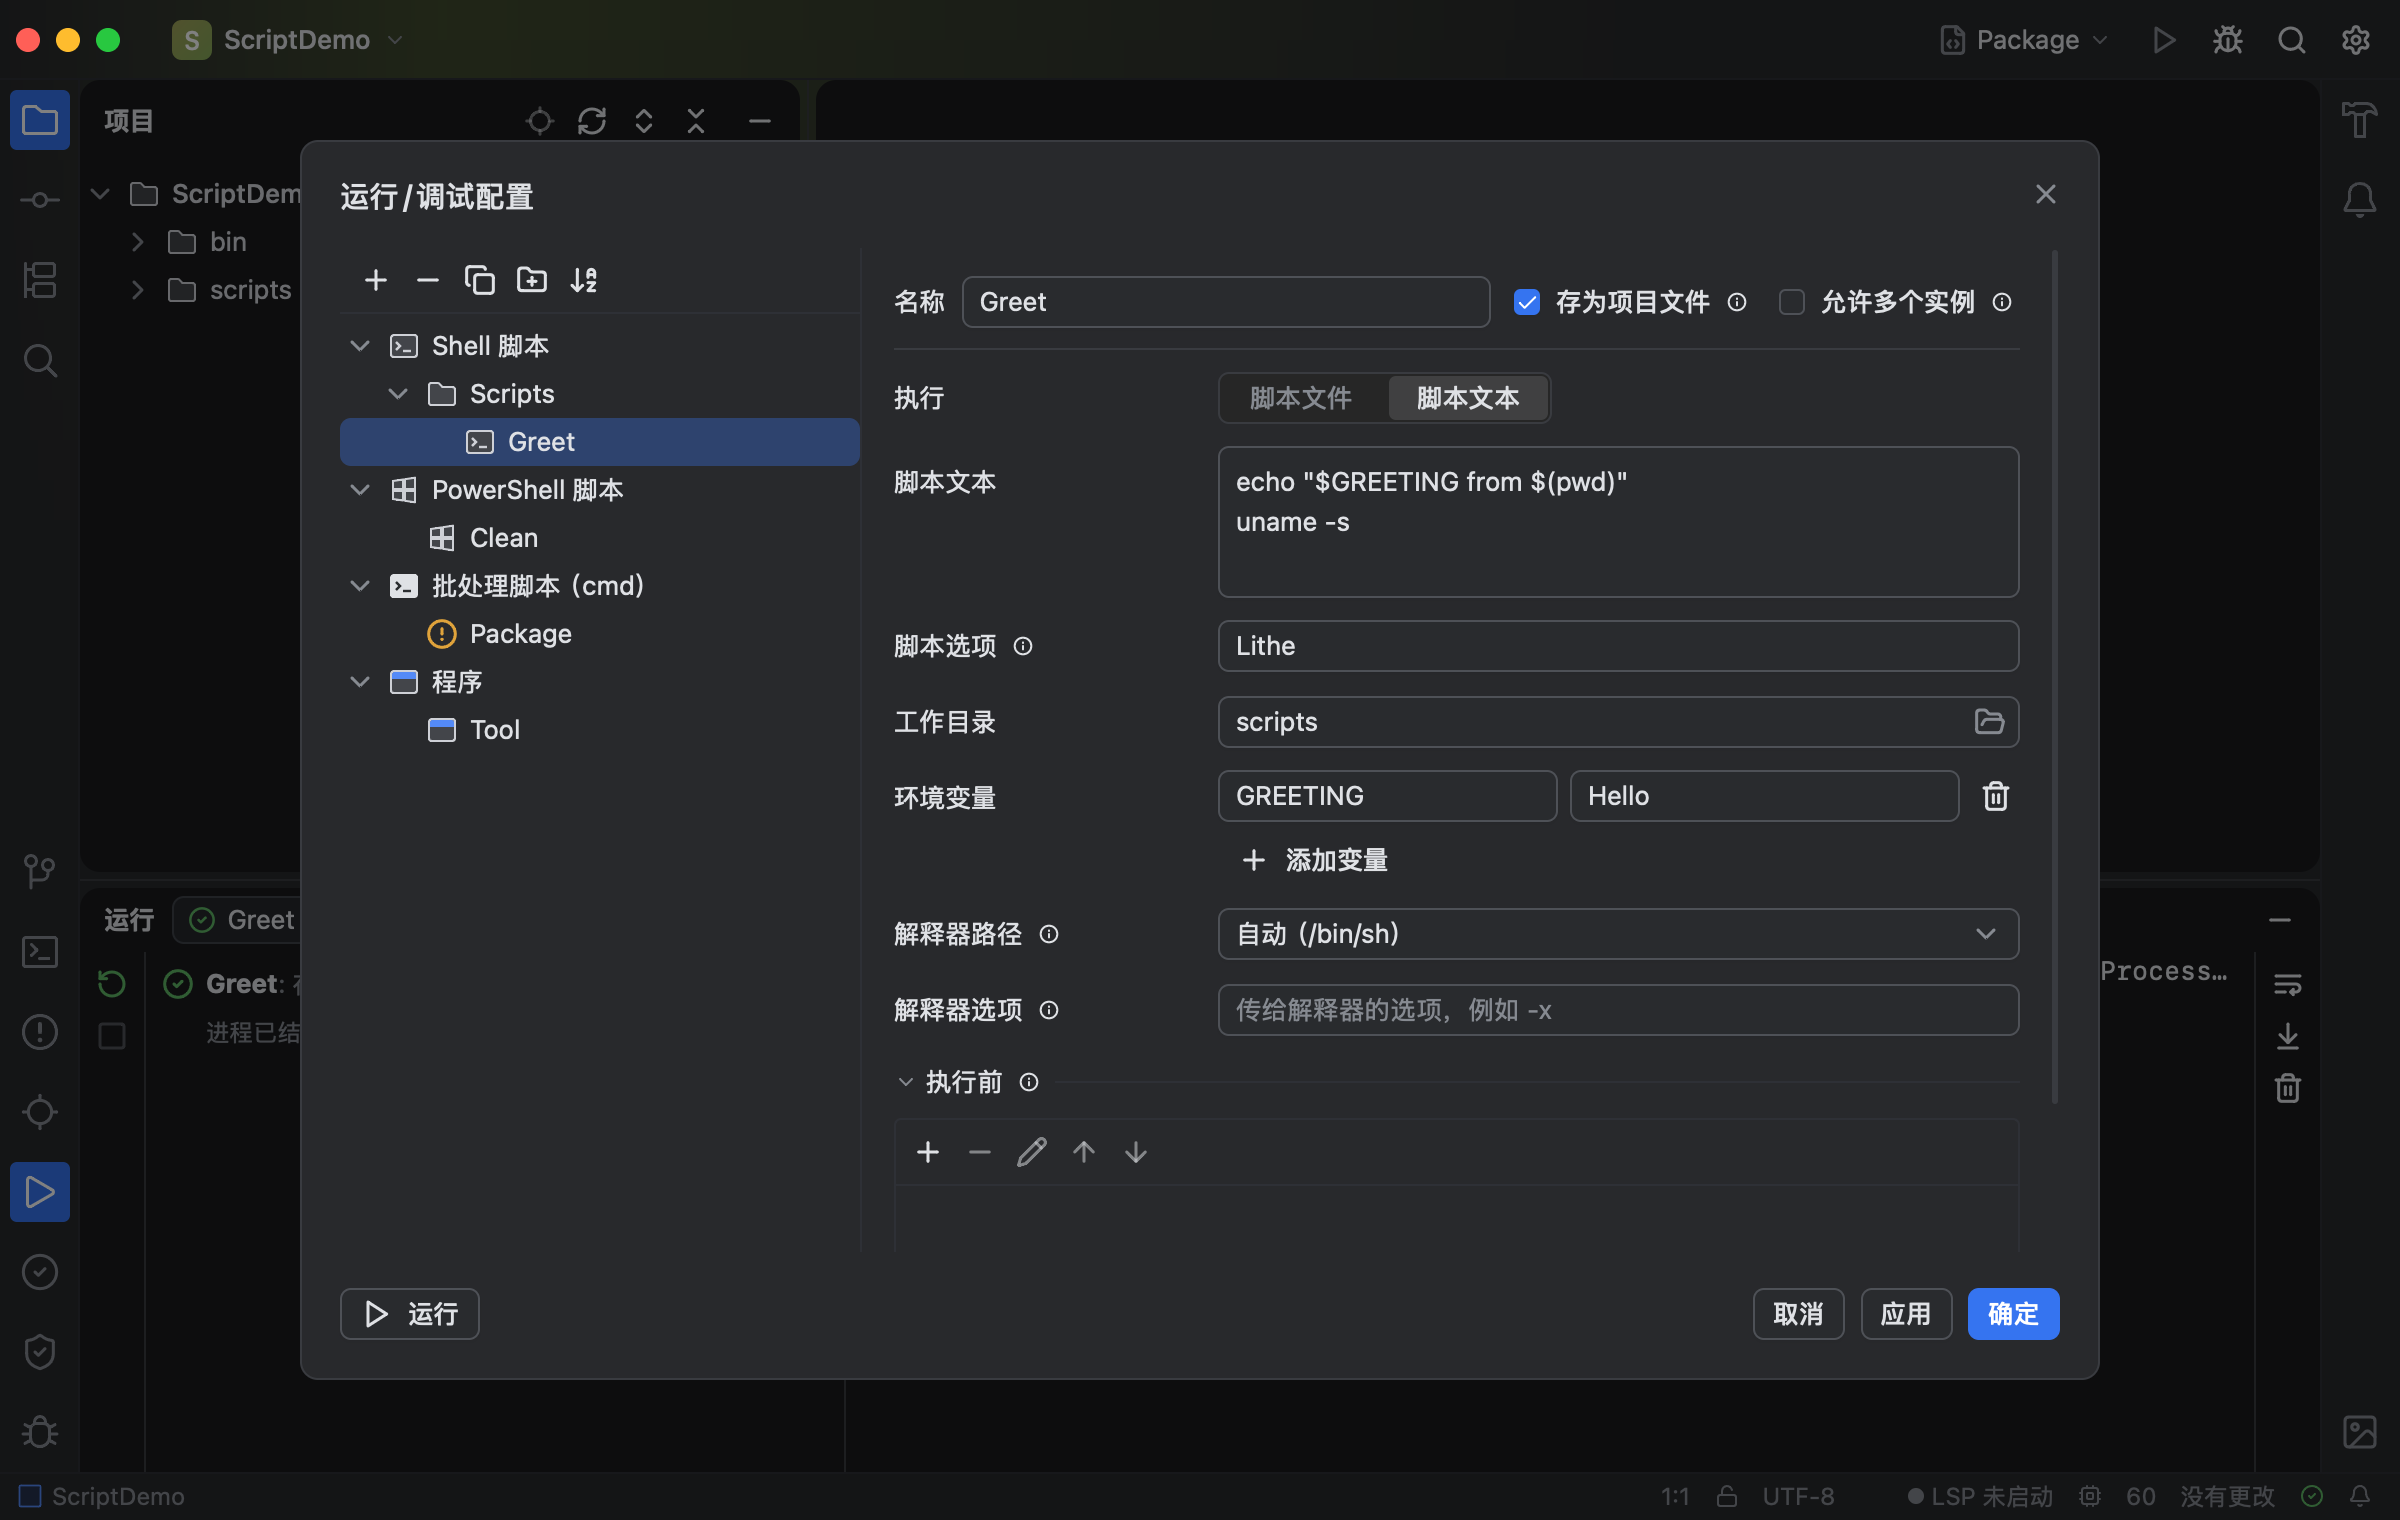 S ScriptDemo
Package
项目
ScriptDem
bin
scripts
运行/调试配置
Shell 脚本
Scripts
Greet
PowerShell 脚本
Clean
批处理脚本 (cmd)
Package
程序
Tool
名称 Greet 存为项目文件 允许多个实例
执行 脚本文件 脚本文本
脚本文本 echo "$GREETING from $(pwd)"
uname -s
脚本选项 Lithe
工作目录 scripts
环境变量 GREETING Hello
添加变量
解释器路径 自动 (/bin/sh)
解释器选项 传给解释器的选项，例如 -x
执行前
运行 取消 应用 确定
运行 Greet
Greet:
进程已结
Process…
ScriptDemo 1:1 UTF-8 LSP 未启动 60 没有更改